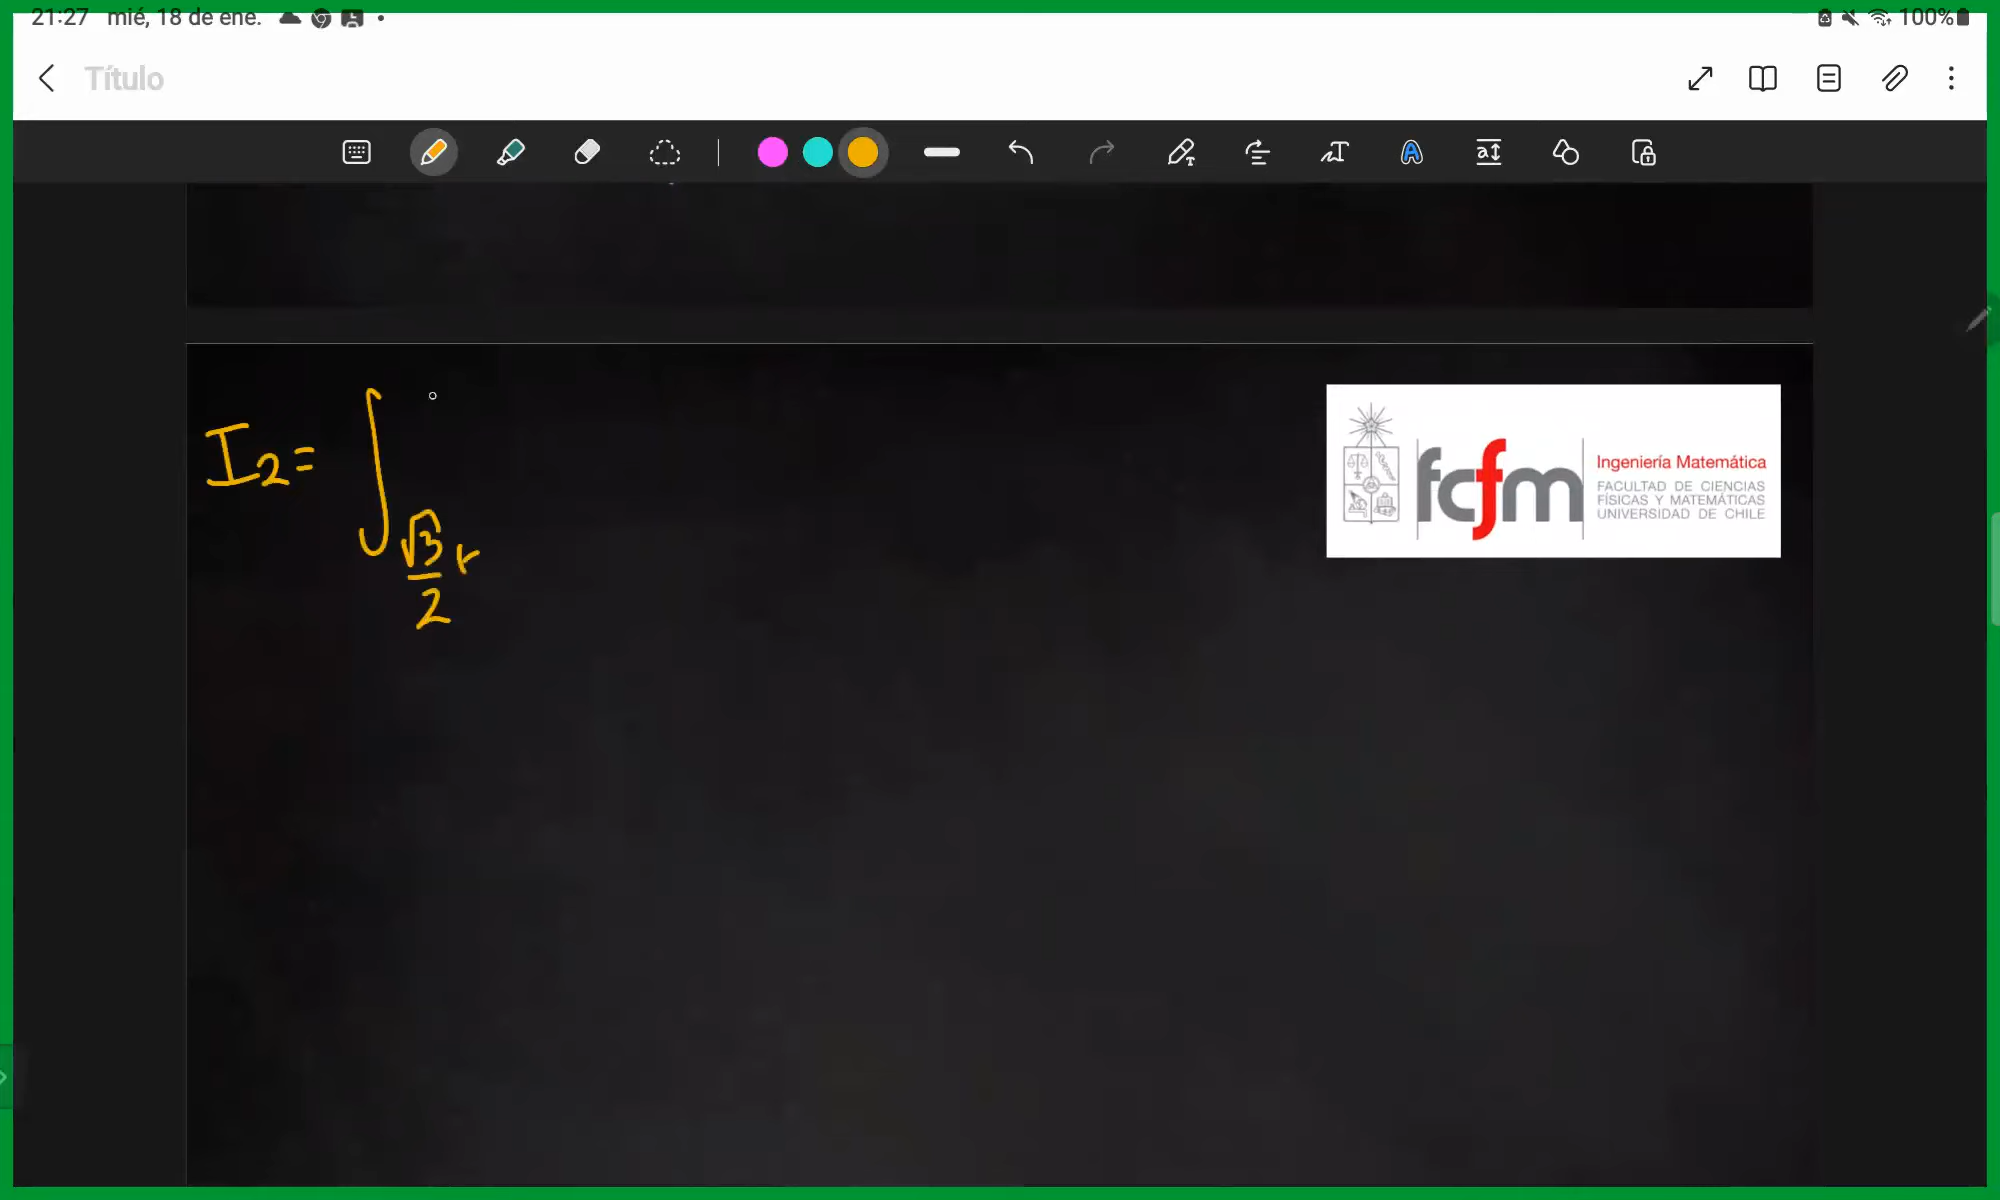 21:27 mié, 18 de ene. 100%
Título
I₂ = ∫ √3/2 r
fcfm
Ingeniería Matemática
FACULTAD DE CIENCIAS
FÍSICAS Y MATEMÁTICAS
UNIVERSIDAD DE CHILE